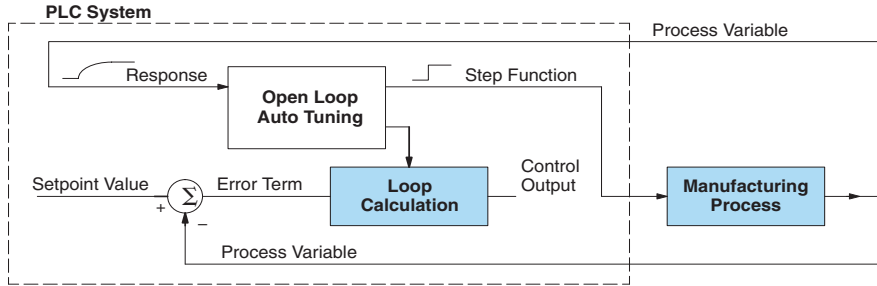 PLC System
Process Variable
Response
Step Function
Open Loop
Auto Tuning
Setpoint Value
+
Σ
−
Error Term
Loop
Calculation
Control
Output
Manufacturing
Process
Process Variable